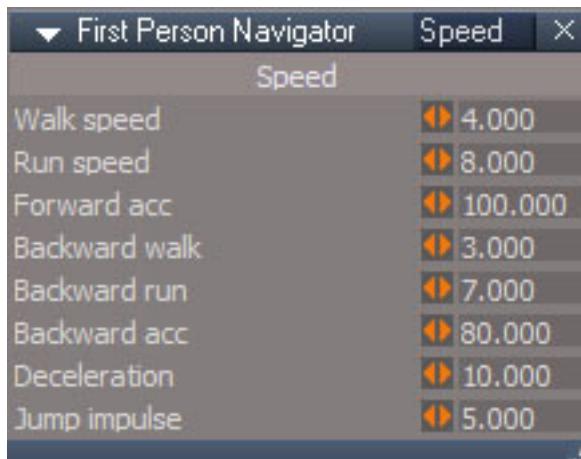 First Person Navigator Speed
Speed
Walk speed 4.000
Run speed 8.000
Forward acc 100.000
Backward walk 3.000
Backward run 7.000
Backward acc 80.000
Deceleration 10.000
Jump impulse 5.000